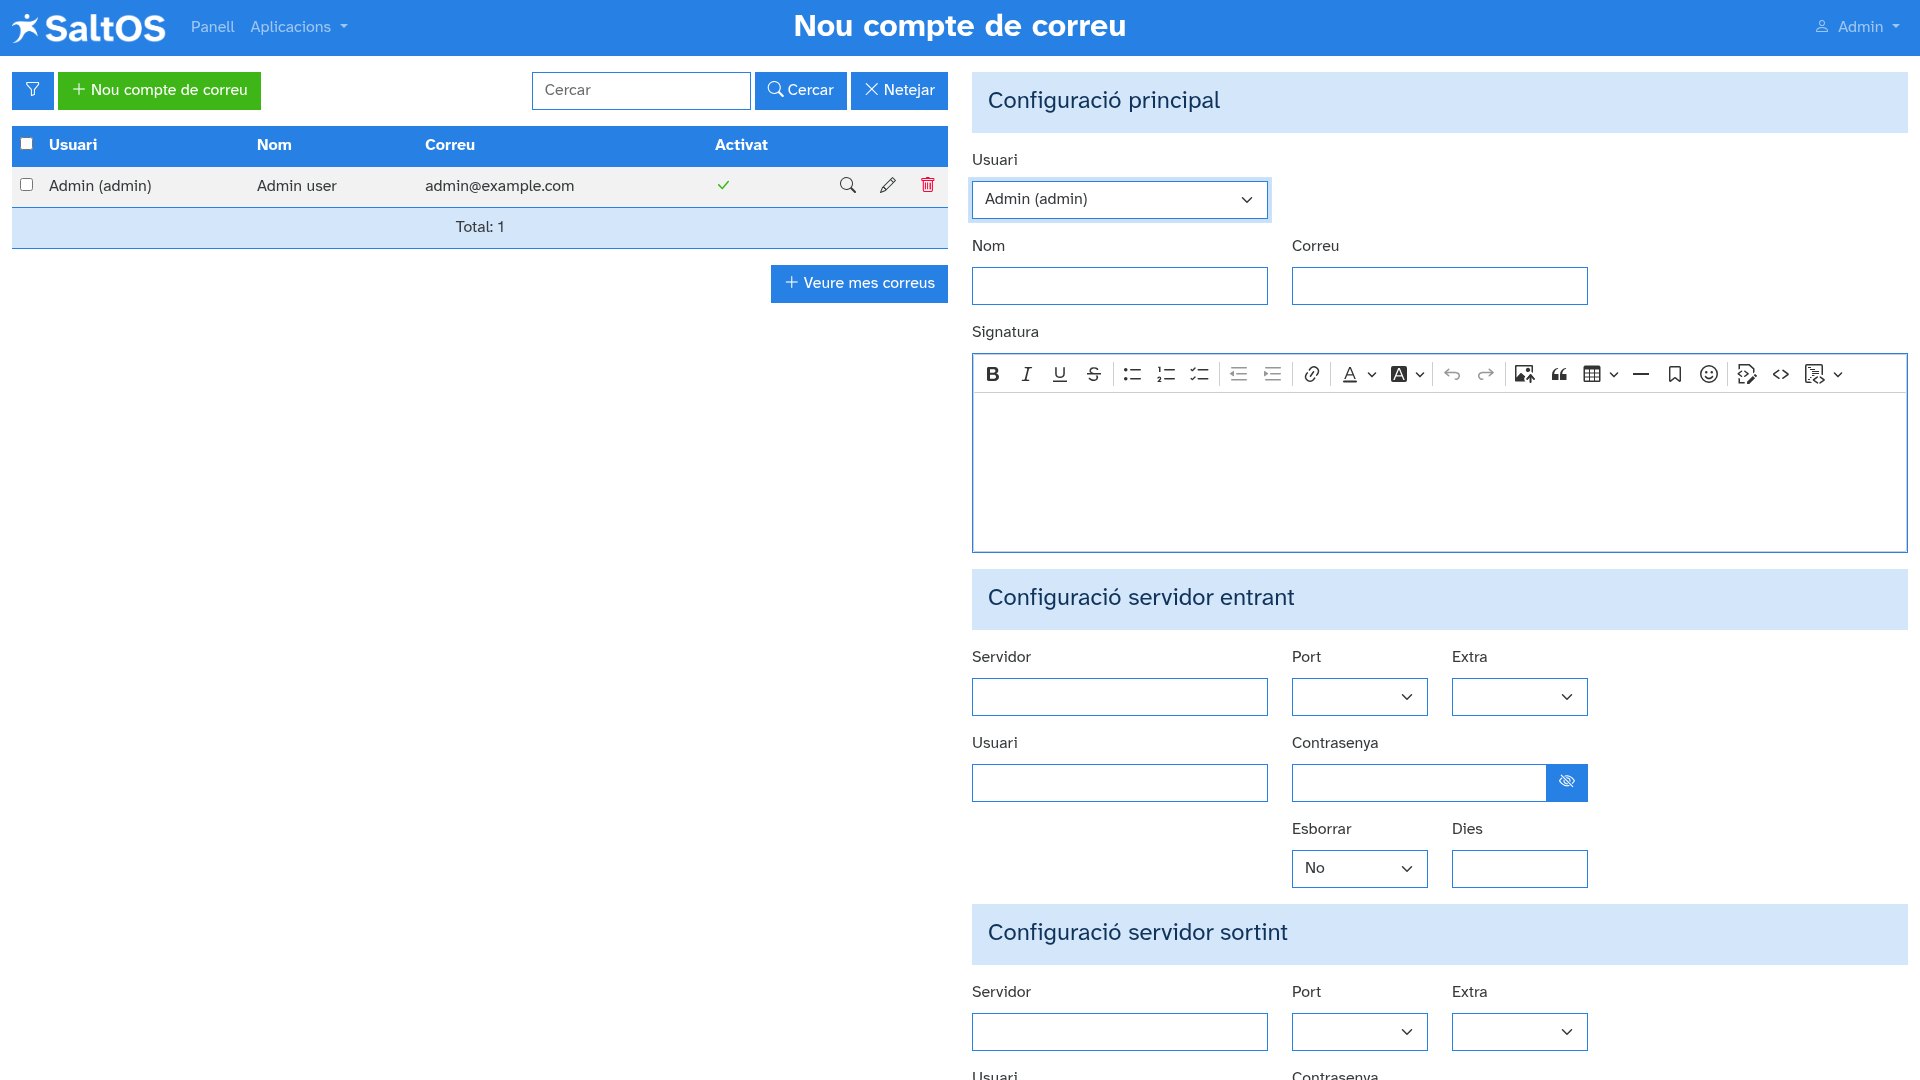 SaltOS Panell Aplicacions Nou compte de correu Admin
Nou compte de correu Cercar Cercar Netejar
Usuari Nom Correu Activat
Admin (admin) Admin user admin@example.com
Total: 1
Veure mes correus
Configuració principal
Usuari
Admin (admin)
Nom Correu
Signatura
Configuració servidor entrant
Servidor Port Extra
Usuari Contrasenya
Esborrar Dies
No
Configuració servidor sortint
Servidor Port Extra
Usuari Contrasenya